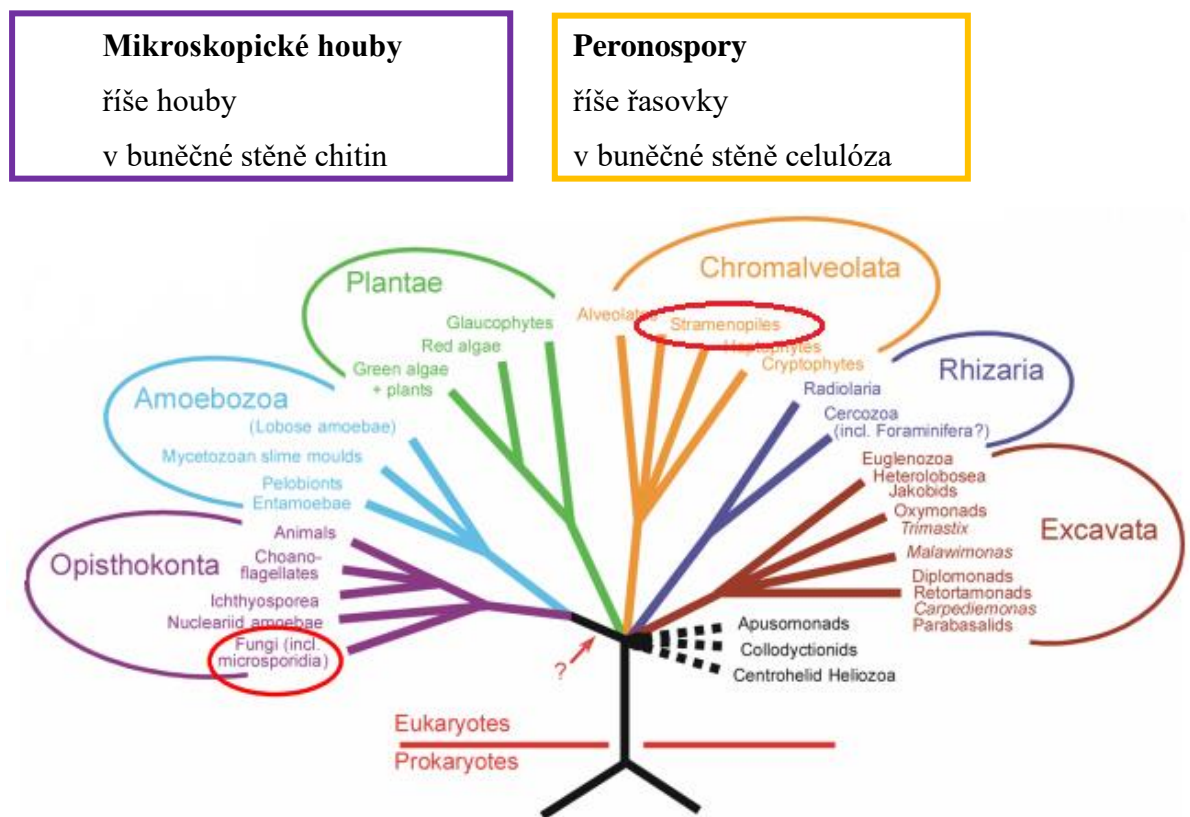 Mikroskopické houby
říše houby
v buněčné stěně chitin
Peronospory
říše řasovky
v buněčné stěně celulóza
Chromalveolata
Alveolates
Stramenopiles
Haptophytes
Cryptophytes
Plantae
Glaucophytes
Red algae
Green algae
+ plants
Rhizaria
Radiolaria
Cercozoa
(incl. Foraminifera?)
Amoebozoa
(Lobose amoebae)
Mycetozoan slime moulds
Pelobionts
Entamoebae
Excavata
Euglenozoa
Heterolobosea
Jakobids
Oxymonads
Trimastix
Malawimonas
Diplomonads
Retortamonads
Carpediemonas
Parabasalids
Opisthokonta
Animals
Choano-
flagellates
Ichthyosporea
Nucleariid amoebae
Fungi (incl.
microsporidia)
Apusomonads
Collodyctionids
Centrohelid Heliozoa
?
Eukaryotes
Prokaryotes